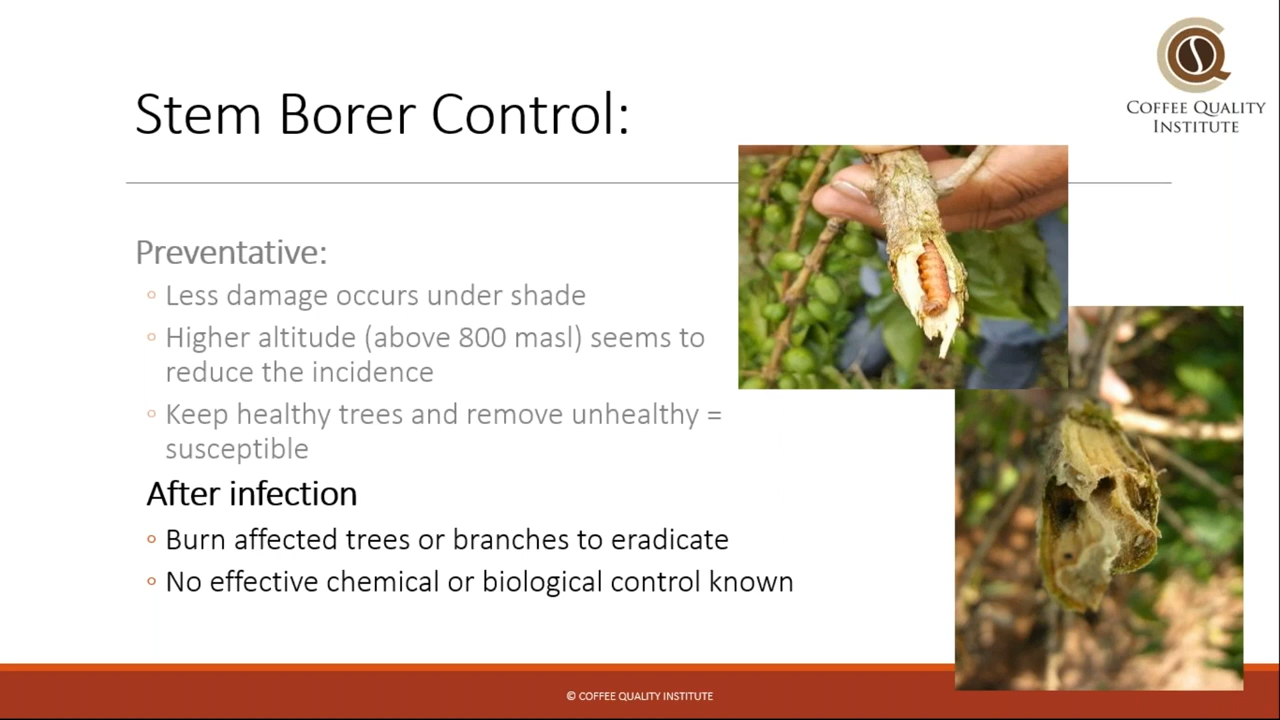 COFFEE QUALITY
INSTITUTE
Stem Borer Control:
Preventative:
◦ Less damage occurs under shade
◦ Higher altitude (above 800 masl) seems to
reduce the incidence
◦ Keep healthy trees and remove unhealthy =
susceptible
After infection
◦ Burn affected trees or branches to eradicate
◦ No effective chemical or biological control known
© COFFEE QUALITY INSTITUTE